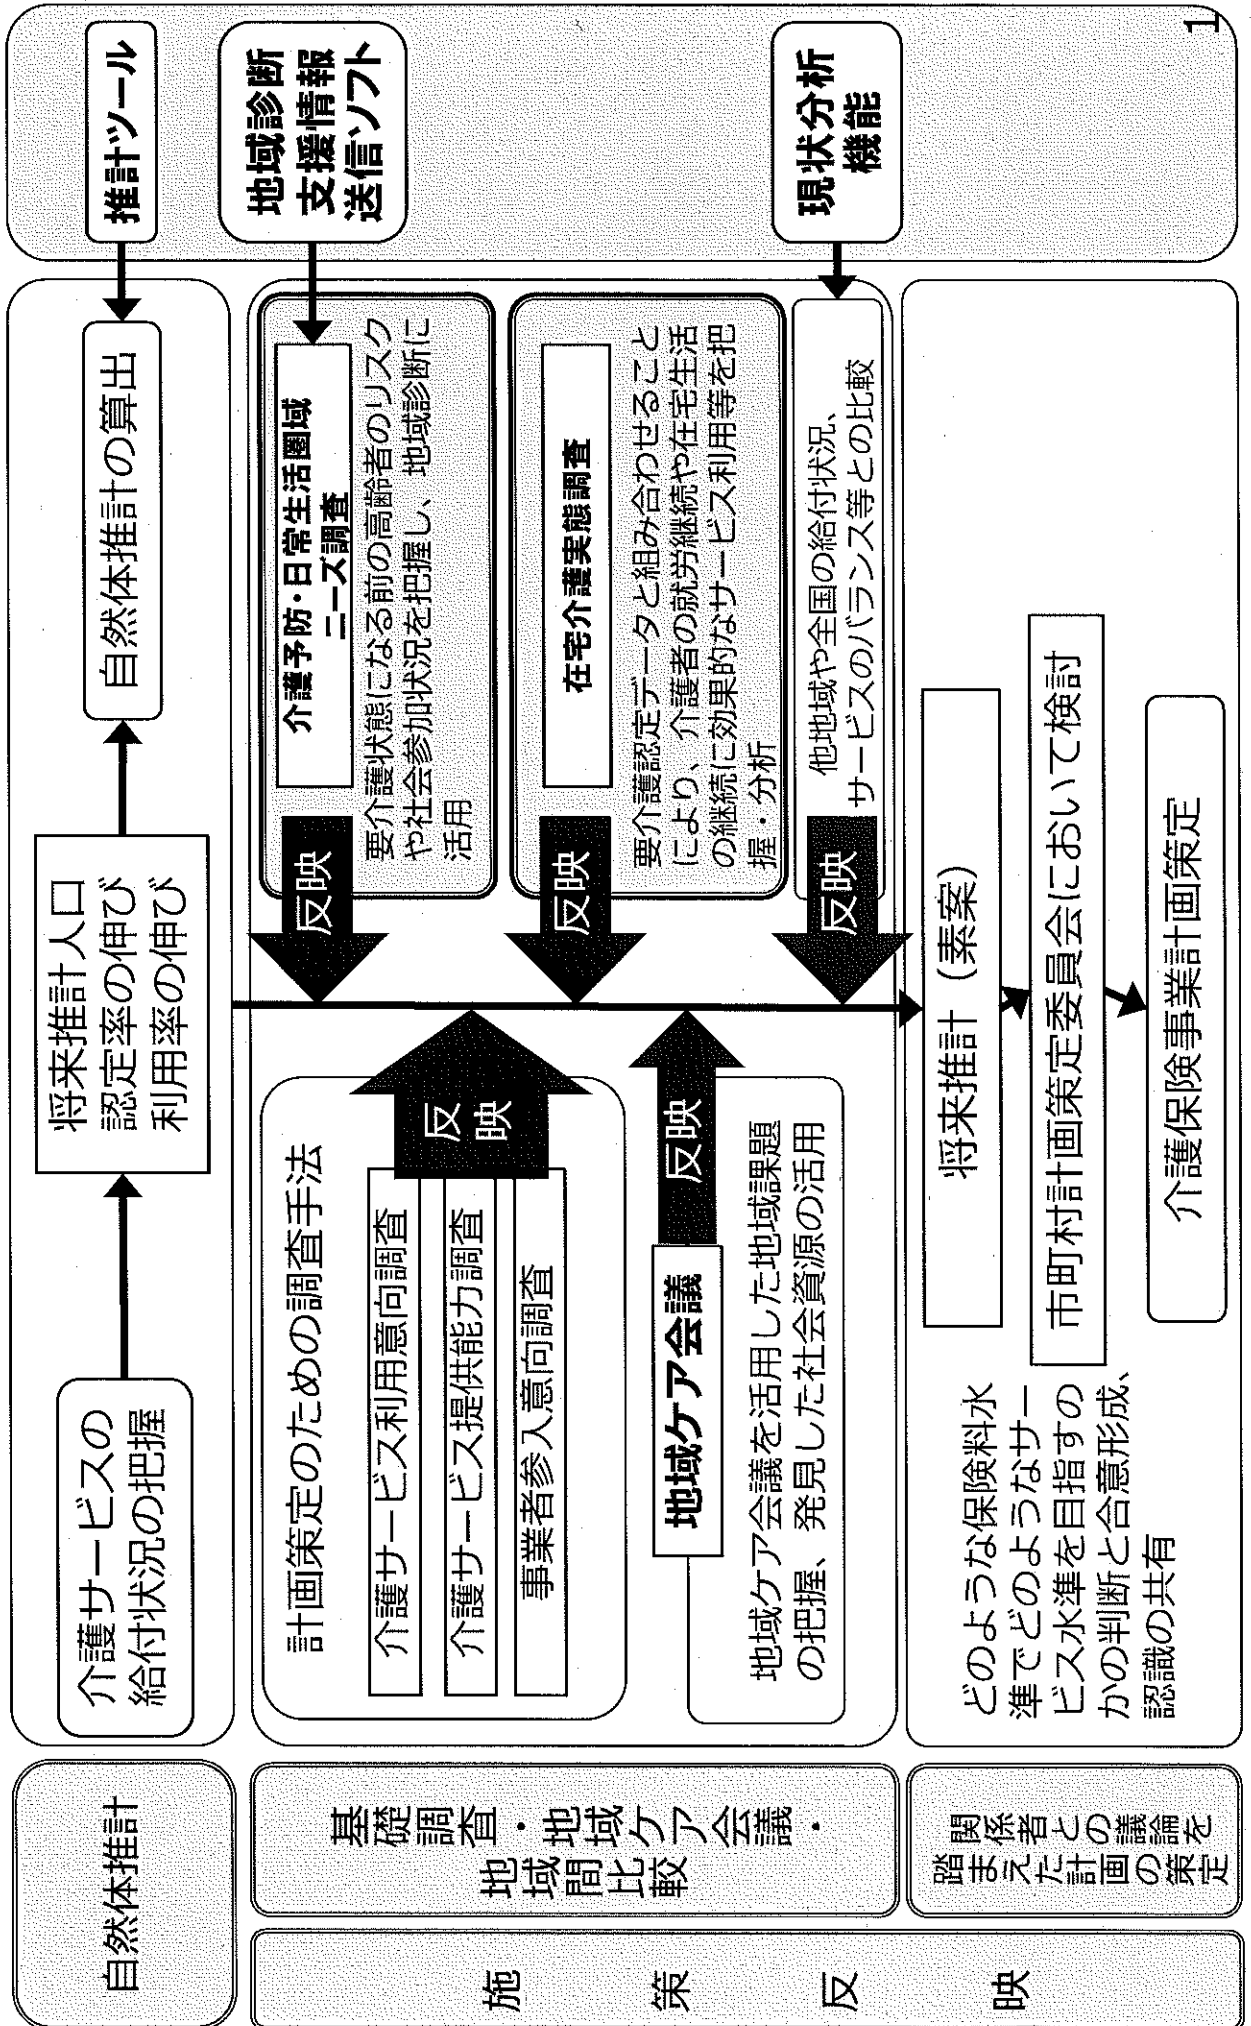 自然体推計
介護サービスの
給付状況の把握
将来推計人口
認定率の伸び
利用率の伸び
自然体推計の算出
推計ツール
施策反映
基礎調査・地域ケア会議・
地域間比較
計画策定のための調査手法
介護サービス利用意向調査
介護サービス提供能力調査
事業者参入意向調査
反
映
地域ケア会議
反映
地域ケア会議を活用した地域課題
の把握、発見した社会資源の活用
反映
介護予防・日常生活圏域
ニーズ調査
要介護状態になる前の高齢者のリスク
や社会参加状況を把握し、地域診断に
活用
地域診断
支援情報
送信ソフト
反映
在宅介護実態調査
要介護認定データと組み合わせること
により、介護者の就労継続や在宅生活
の継続に効果的なサービス利用等を把
握・分析
反映
他地域や全国の給付状況、
サービスのバランス等との比較
現状分析
機能
関係者との議論を
踏まえた計画の策定
どのような保険料水
準でどのようなサー
ビス水準を目指すの
かの判断と合意形成、
認識の共有
将来推計（素案）
市町村計画策定委員会において検討
介護保険事業計画策定
1